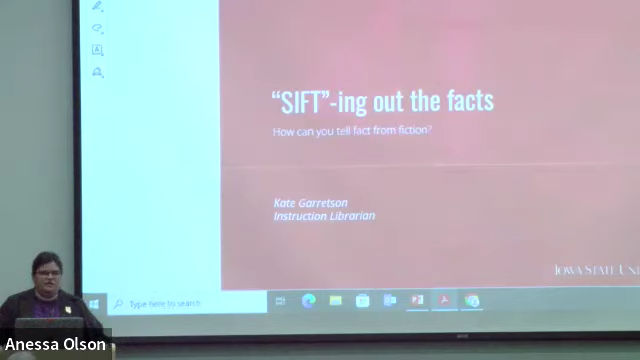 "SIFT"-ing out the facts
How can you tell fact from fiction?
Kate Garretson
Instruction Librarian
IOWA STATE
Type here to search
Anessa Olson